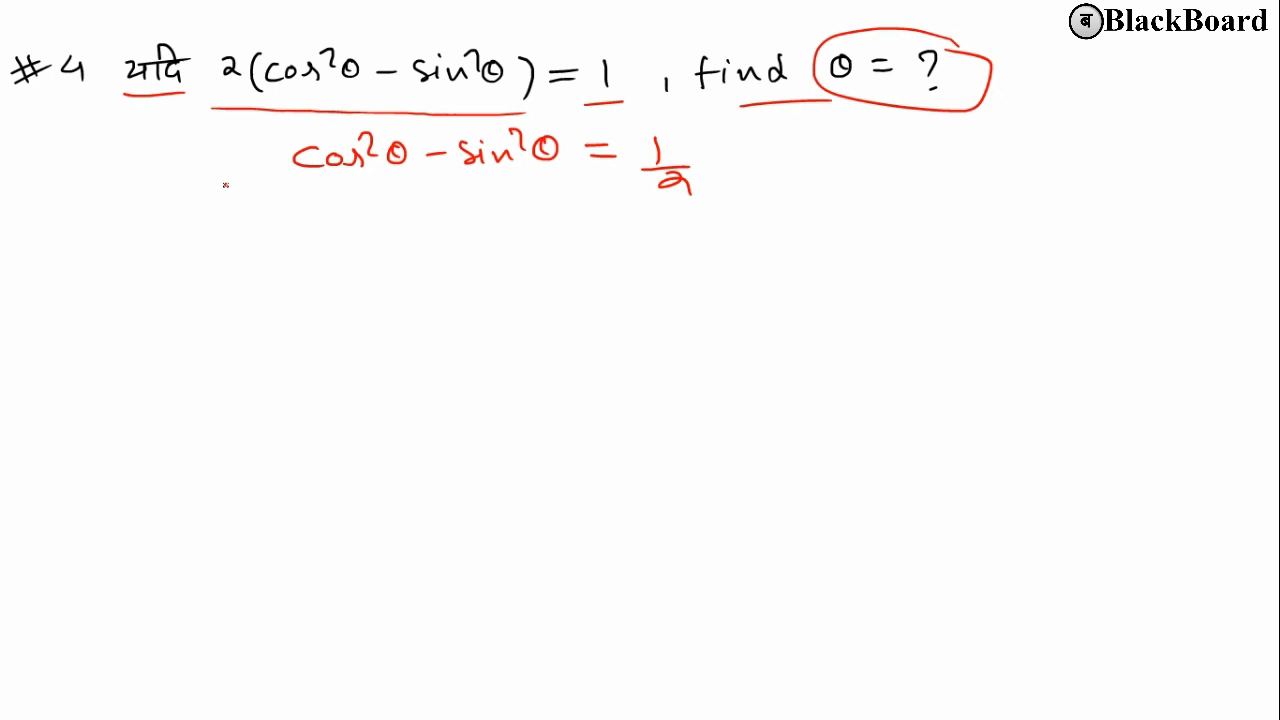 ब BlackBoard
#4 यदि 2(cos²θ − sin²θ) = 1 , find θ = ?
cos²θ − sin²θ = 1/2